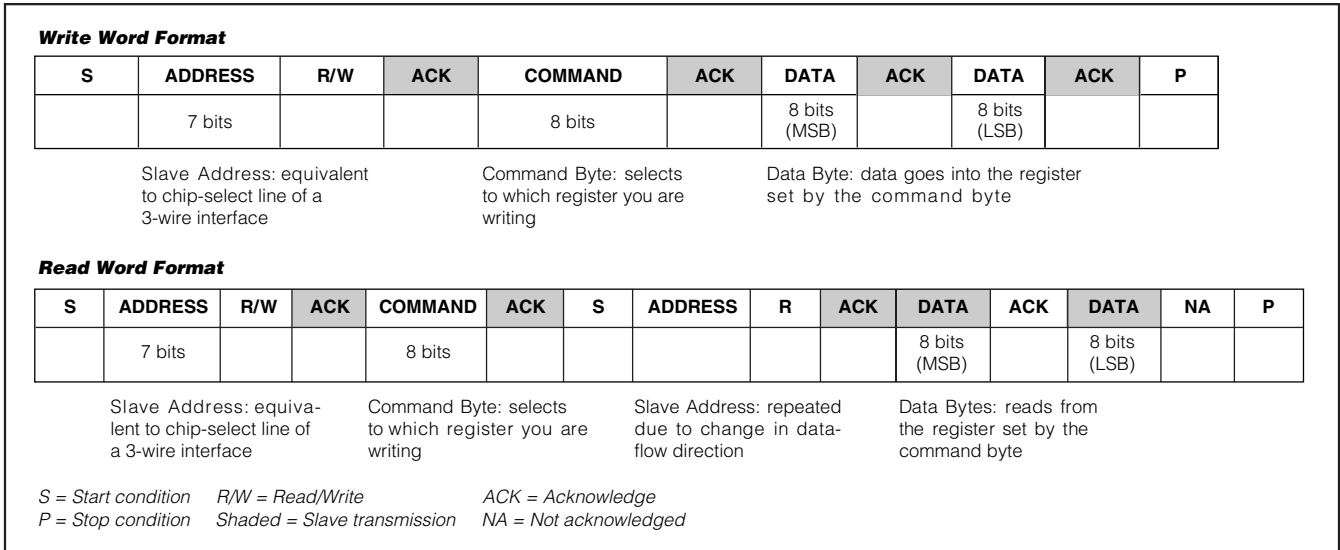 Write Word Format
S ADDRESS R/W ACK COMMAND ACK DATA ACK DATA ACK P
7 bits 8 bits 8 bits (MSB) 8 bits (LSB)
Slave Address: equivalent
to chip-select line of a
3-wire interface
Command Byte: selects
to which register you are
writing
Data Byte: data goes into the register
set by the command byte
Read Word Format
S ADDRESS R/W ACK COMMAND ACK S ADDRESS R ACK DATA ACK DATA NA P
7 bits 8 bits 8 bits (MSB) 8 bits (LSB)
Slave Address: equiva-
lent to chip-select line of
a 3-wire interface
Command Byte: selects
to which register you are
writing
Slave Address: repeated
due to change in data-
flow direction
Data Bytes: reads from
the register set by the
command byte
S = Start condition R/W = Read/Write ACK = Acknowledge
P = Stop condition Shaded = Slave transmission NA = Not acknowledged